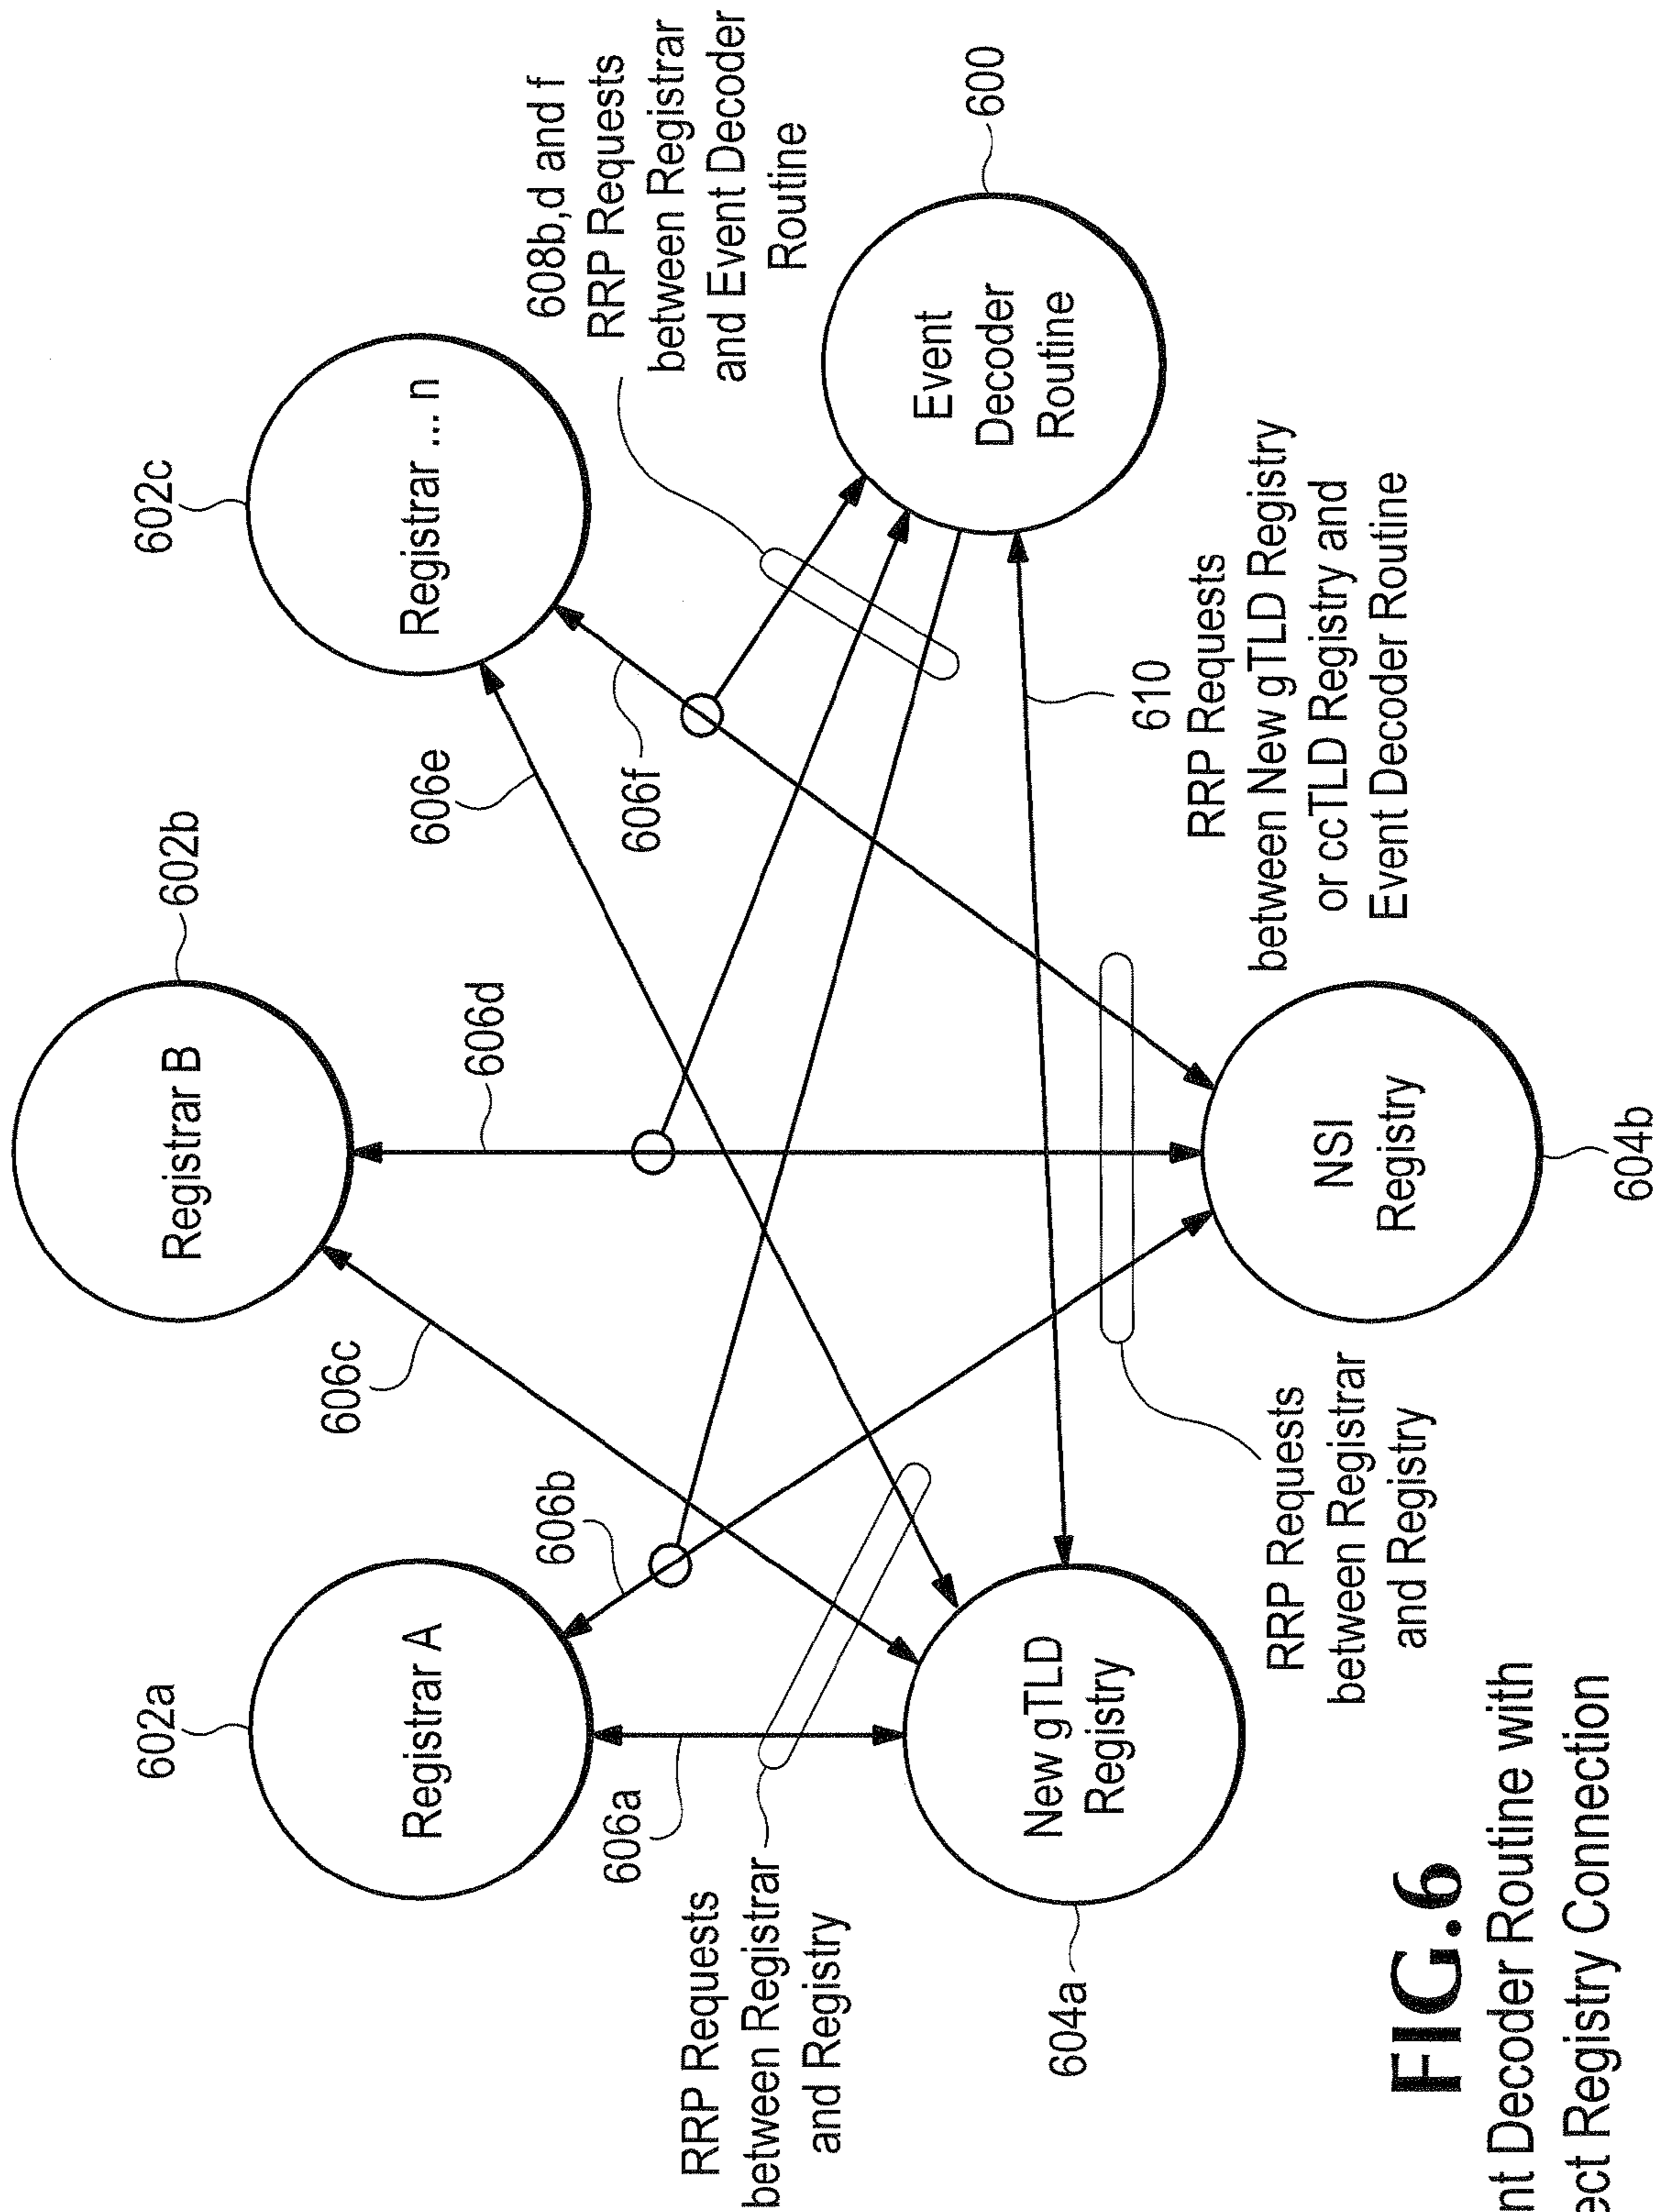 602a
Registrar A
602b
Registrar B
602c
Registrar ... n
606a
606b
606c
606d
606e
606f
608b,d and f
RRP Requests
between Registrar
and Event Decoder
Routine
600
Event
Decoder
Routine
RRP Requests
between Registrar
and Registry
New gTLD
Registry
604a
RRP Requests
between Registrar
and Registry
NSI
Registry
604b
610
RRP Requests
between New gTLD Registry
or ccTLD Registry and
Event Decoder Routine
FIG.6
nt Decoder Routine with
ect Registry Connection